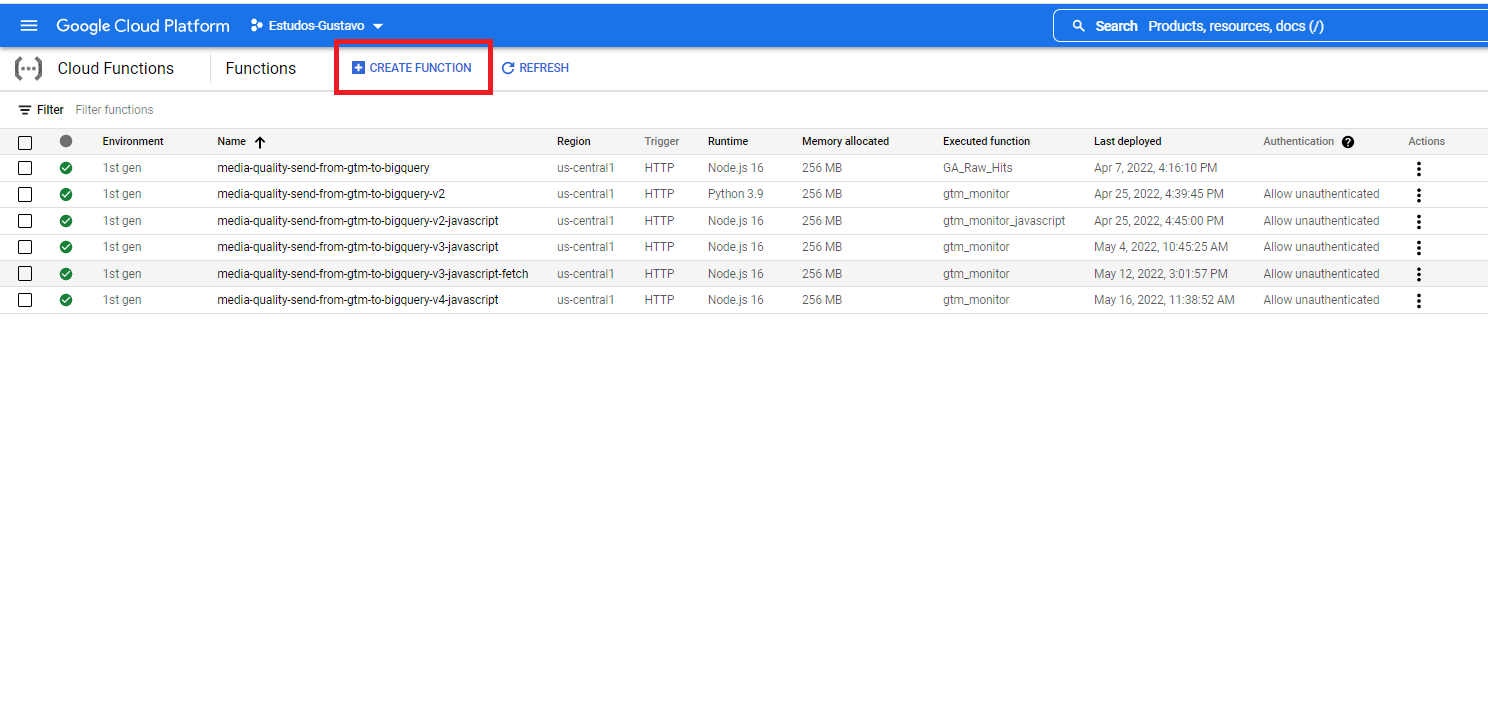 Google Cloud Platform Estudos-Gustavo Search Products, resources, docs (/)
Cloud Functions Functions CREATE FUNCTION REFRESH
Filter Filter functions
Environment Name Region Trigger Runtime Memory allocated Executed function Last deployed Authentication ? Actions
1st gen media-quality-send-from-gtm-to-bigquery us-central1 HTTP Node.js 16 256 MB GA_Raw_Hits Apr 7, 2022, 4:16:10 PM
1st gen media-quality-send-from-gtm-to-bigquery-v2 us-central1 HTTP Python 3.9 256 MB gtm_monitor Apr 25, 2022, 4:39:45 PM Allow unauthenticated
1st gen media-quality-send-from-gtm-to-bigquery-v2-javascript us-central1 HTTP Node.js 16 256 MB gtm_monitor_javascript Apr 25, 2022, 4:45:00 PM Allow unauthenticated
1st gen media-quality-send-from-gtm-to-bigquery-v3-javascript us-central1 HTTP Node.js 16 256 MB gtm_monitor May 4, 2022, 10:45:25 AM Allow unauthenticated
1st gen media-quality-send-from-gtm-to-bigquery-v3-javascript-fetch us-central1 HTTP Node.js 16 256 MB gtm_monitor May 12, 2022, 3:01:57 PM Allow unauthenticated
1st gen media-quality-send-from-gtm-to-bigquery-v4-javascript us-central1 HTTP Node.js 16 256 MB gtm_monitor May 16, 2022, 11:38:52 AM Allow unauthenticated